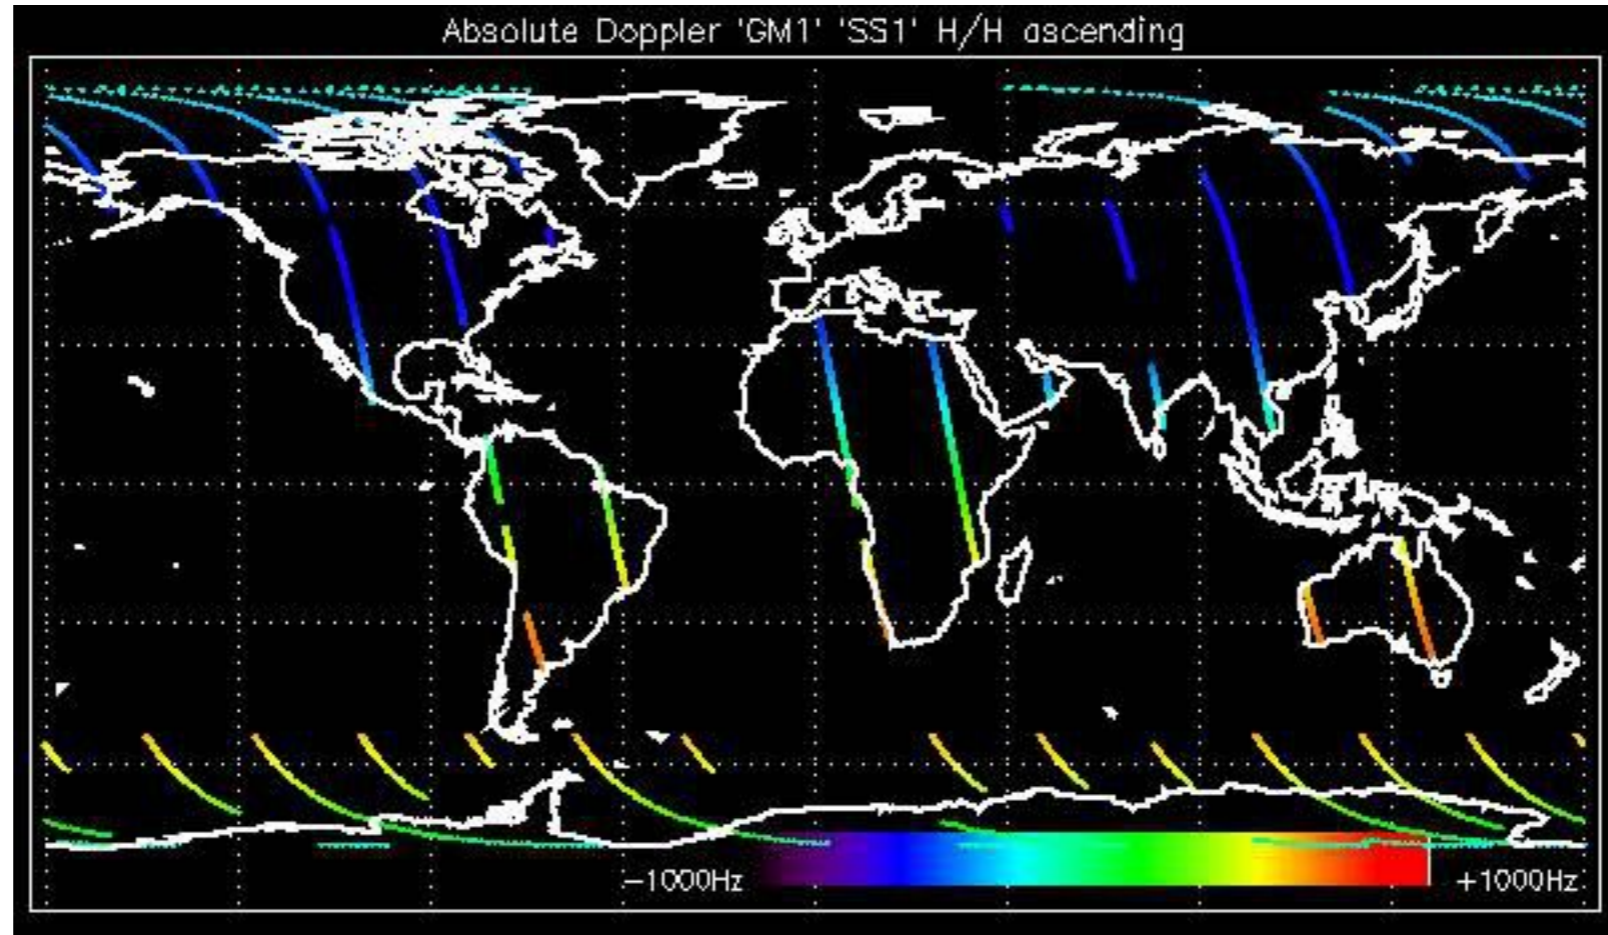 Absolute Doppler 'GM1' 'SS1' H/H ascending
−1000Hz
+1000Hz